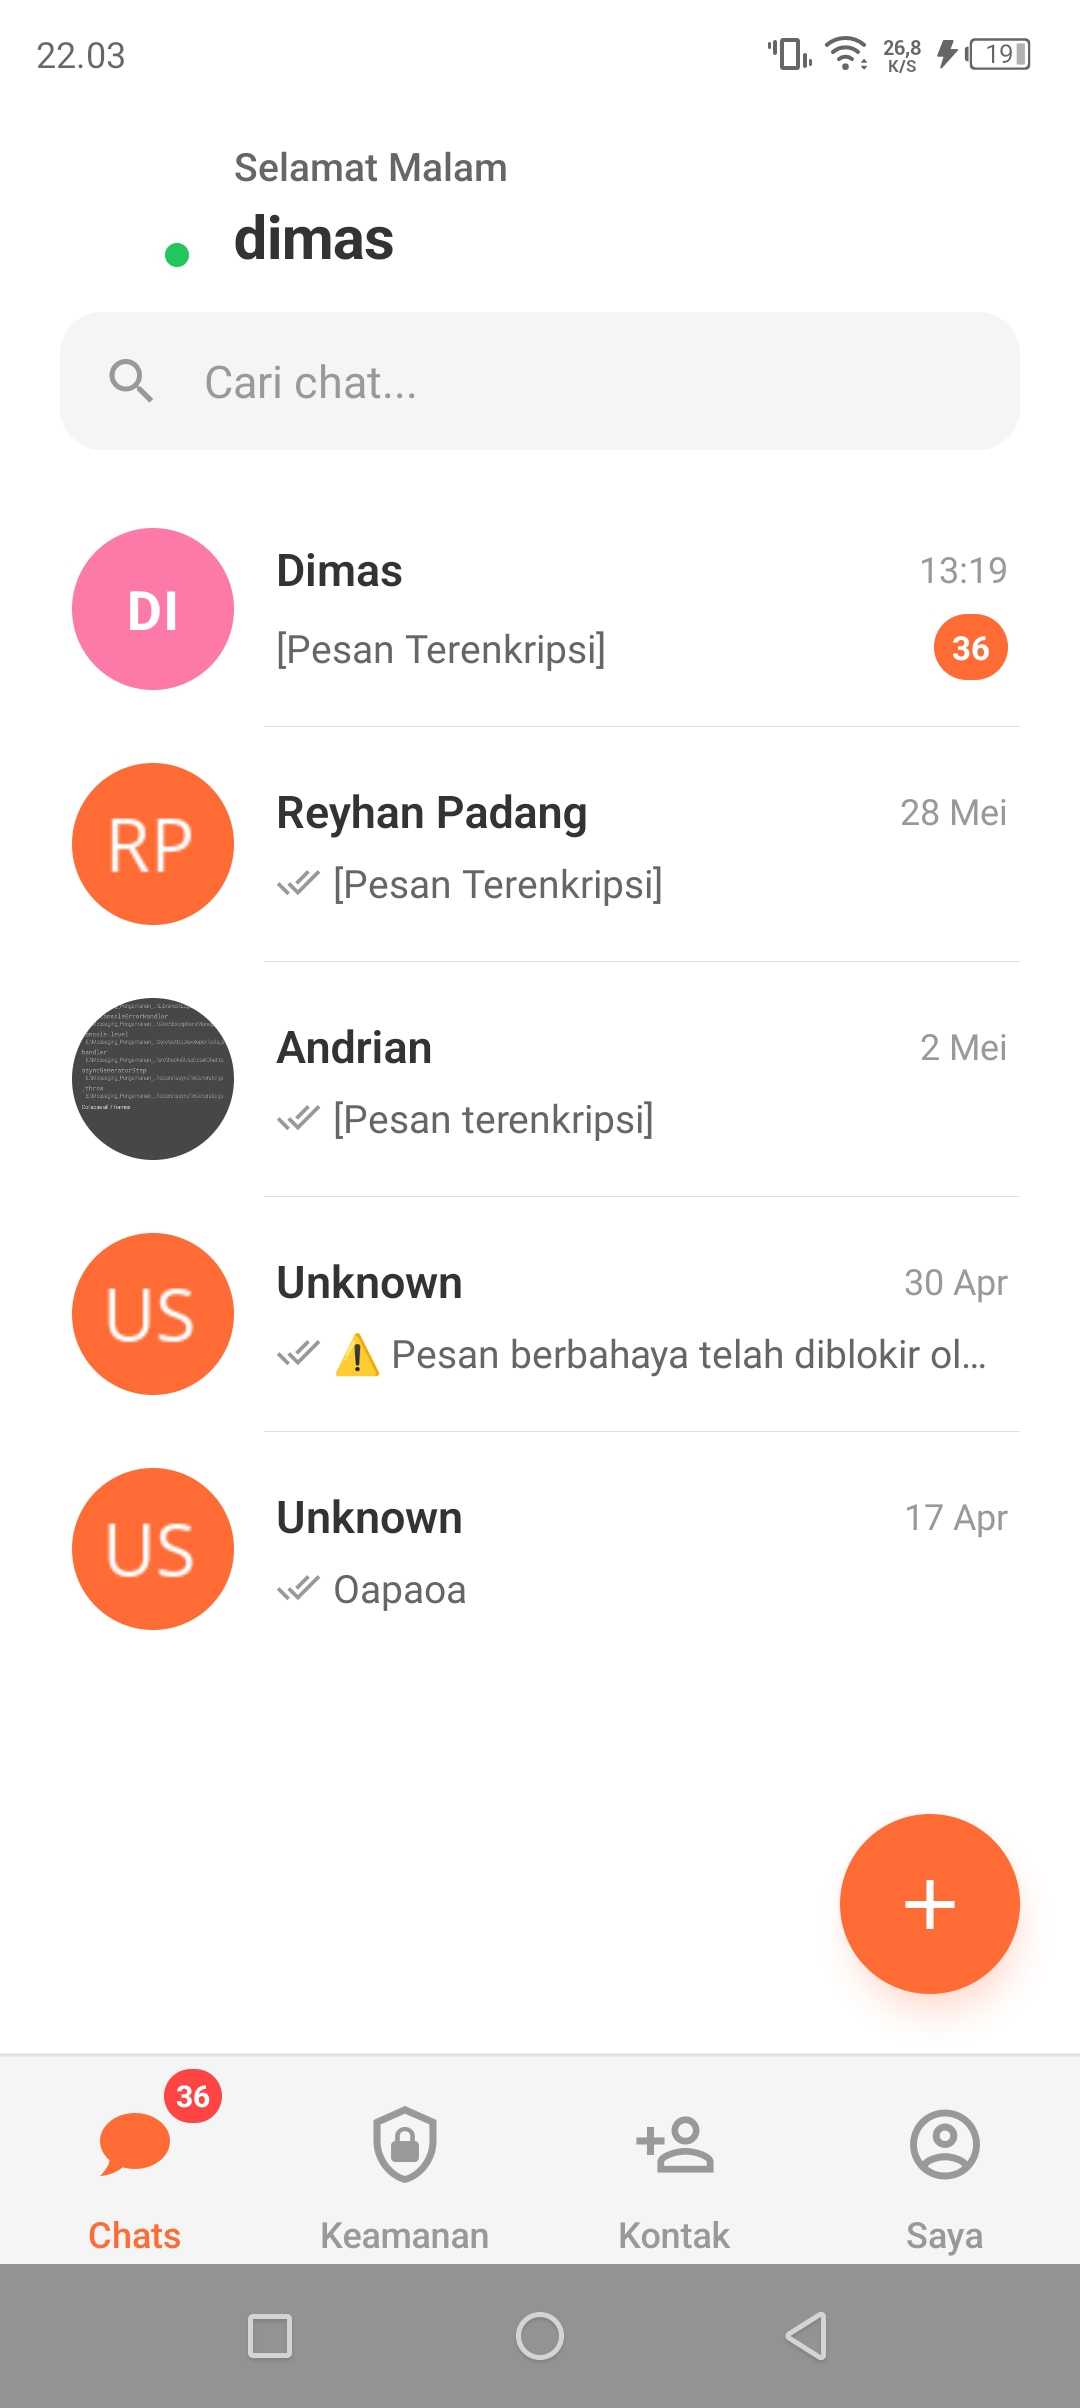 22.03
26,8
K/S
19
Selamat Malam
dimas
Cari chat...
DI
Dimas
13:19
[Pesan Terenkripsi]
36
RP
Reyhan Padang
28 Mei
[Pesan Terenkripsi]
Andrian
2 Mei
[Pesan terenkripsi]
US
Unknown
30 Apr
⚠️ Pesan berbahaya telah diblokir ol...
US
Unknown
17 Apr
Oapaoa
36
Chats
Keamanan
Kontak
Saya